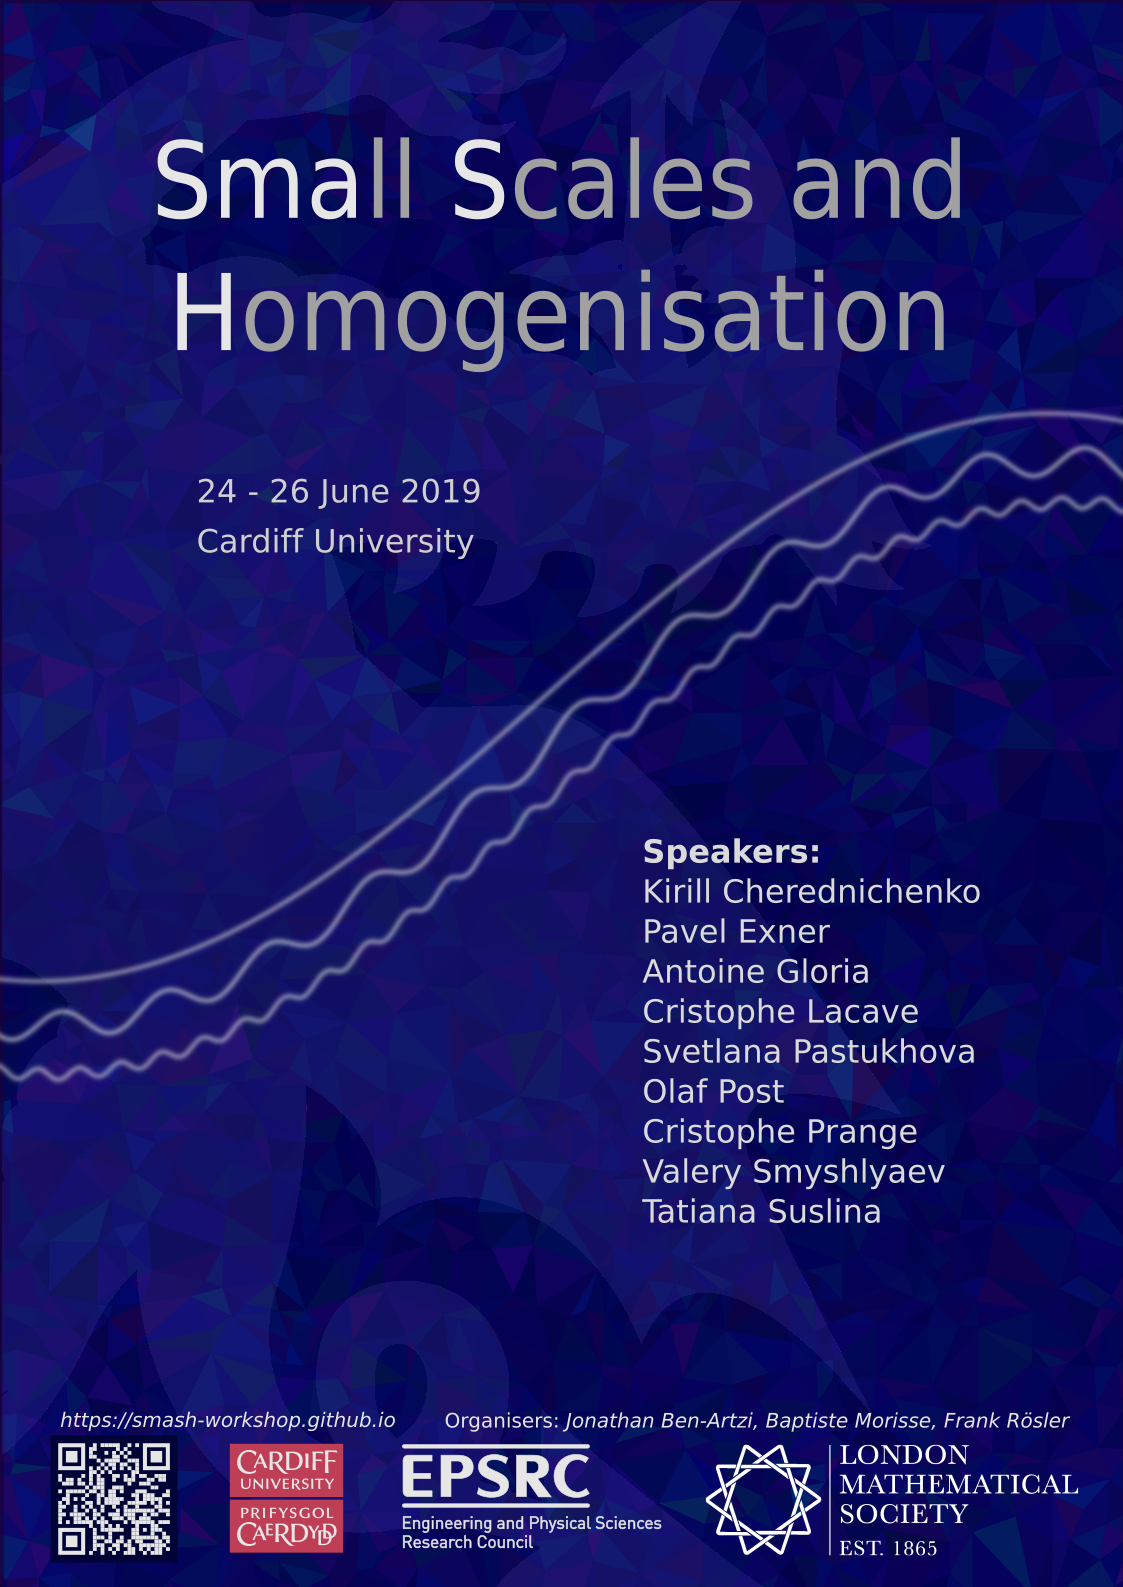 Small Scales and
Homogenisation
24 - 26 June 2019
Cardiff University
Speakers:
Kirill Cherednichenko
Pavel Exner
Antoine Gloria
Cristophe Lacave
Svetlana Pastukhova
Olaf Post
Cristophe Prange
Valery Smyshlyaev
Tatiana Suslina
https://smash-workshop.github.io
Organisers: Jonathan Ben-Artzi, Baptiste Morisse, Frank Rösler
CARDIFF
UNIVERSITY
PRIFYSGOL
CAERDYDD
EPSRC
Engineering and Physical Sciences
Research Council
LONDON
MATHEMATICAL
SOCIETY
EST. 1865